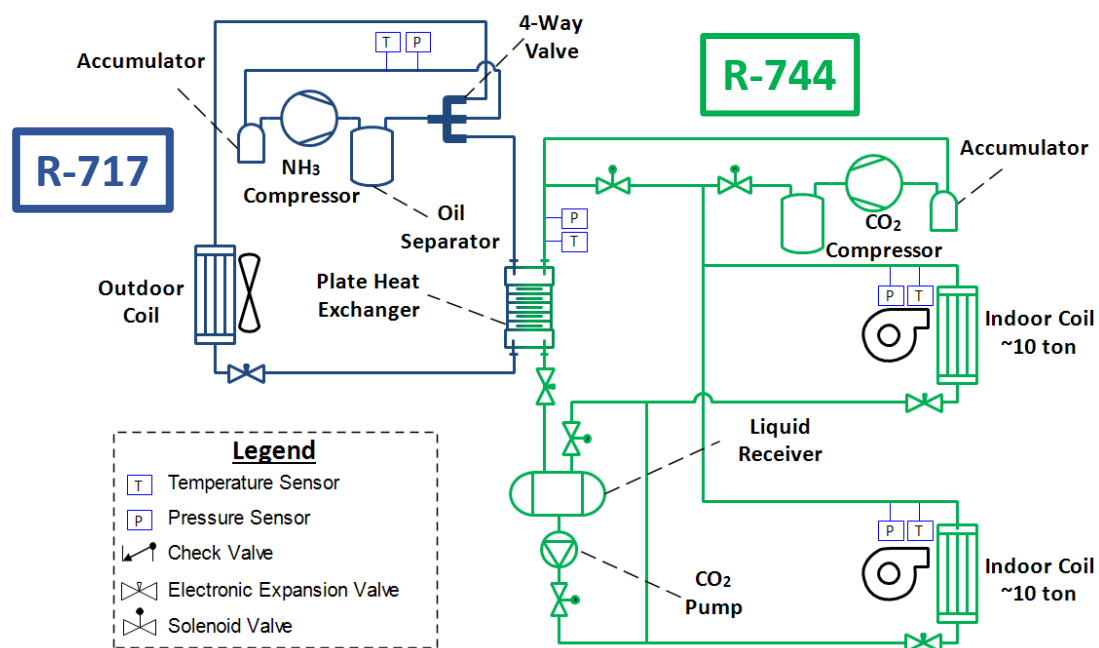 4-Way
Valve
T
P
Accumulator
R-744
R-717
NH3
Compressor
Oil
Separator
Accumulator
CO2
Compressor
P
T
Plate Heat
Exchanger
Outdoor
Coil
P
T
Indoor Coil
~10 ton
Liquid
Receiver
Legend
T
Temperature Sensor
P
Pressure Sensor
Check Valve
Electronic Expansion Valve
Solenoid Valve
CO2
Pump
P
T
Indoor Coil
~10 ton